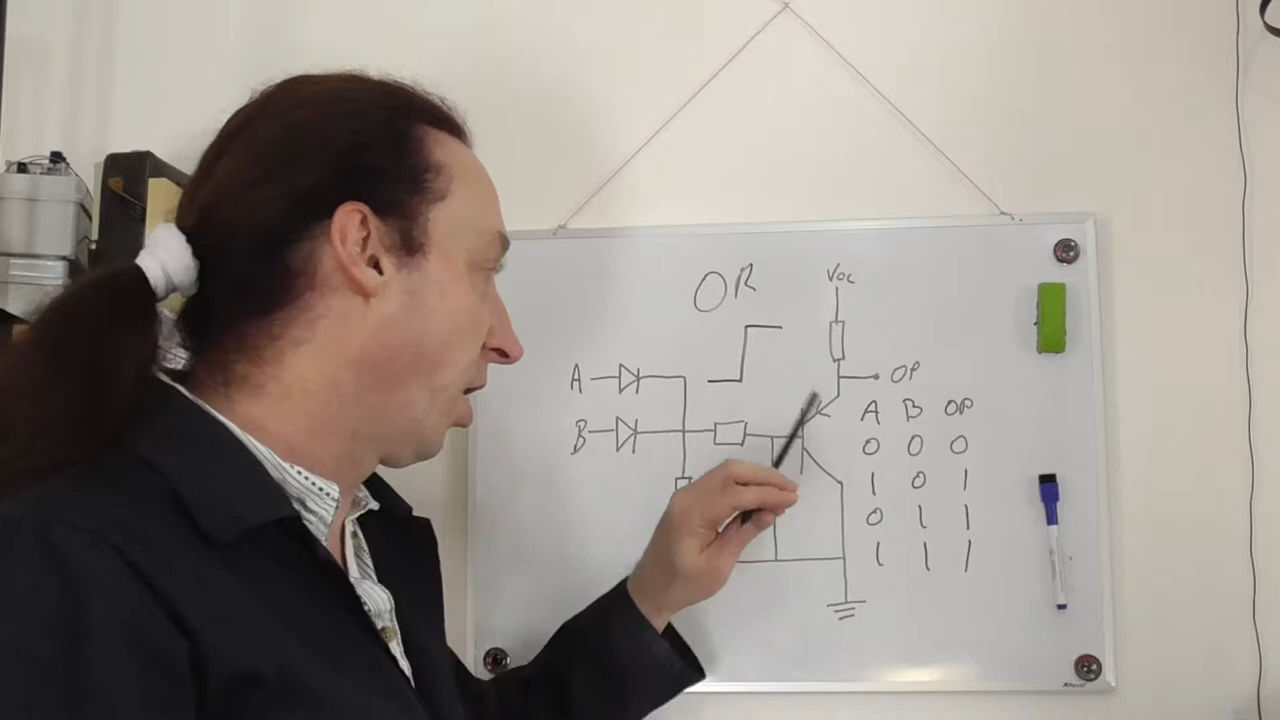 OR
Vcc
A
OP
B
A B OP
0 0 0
1 0 1
0 1 1
1 1 1